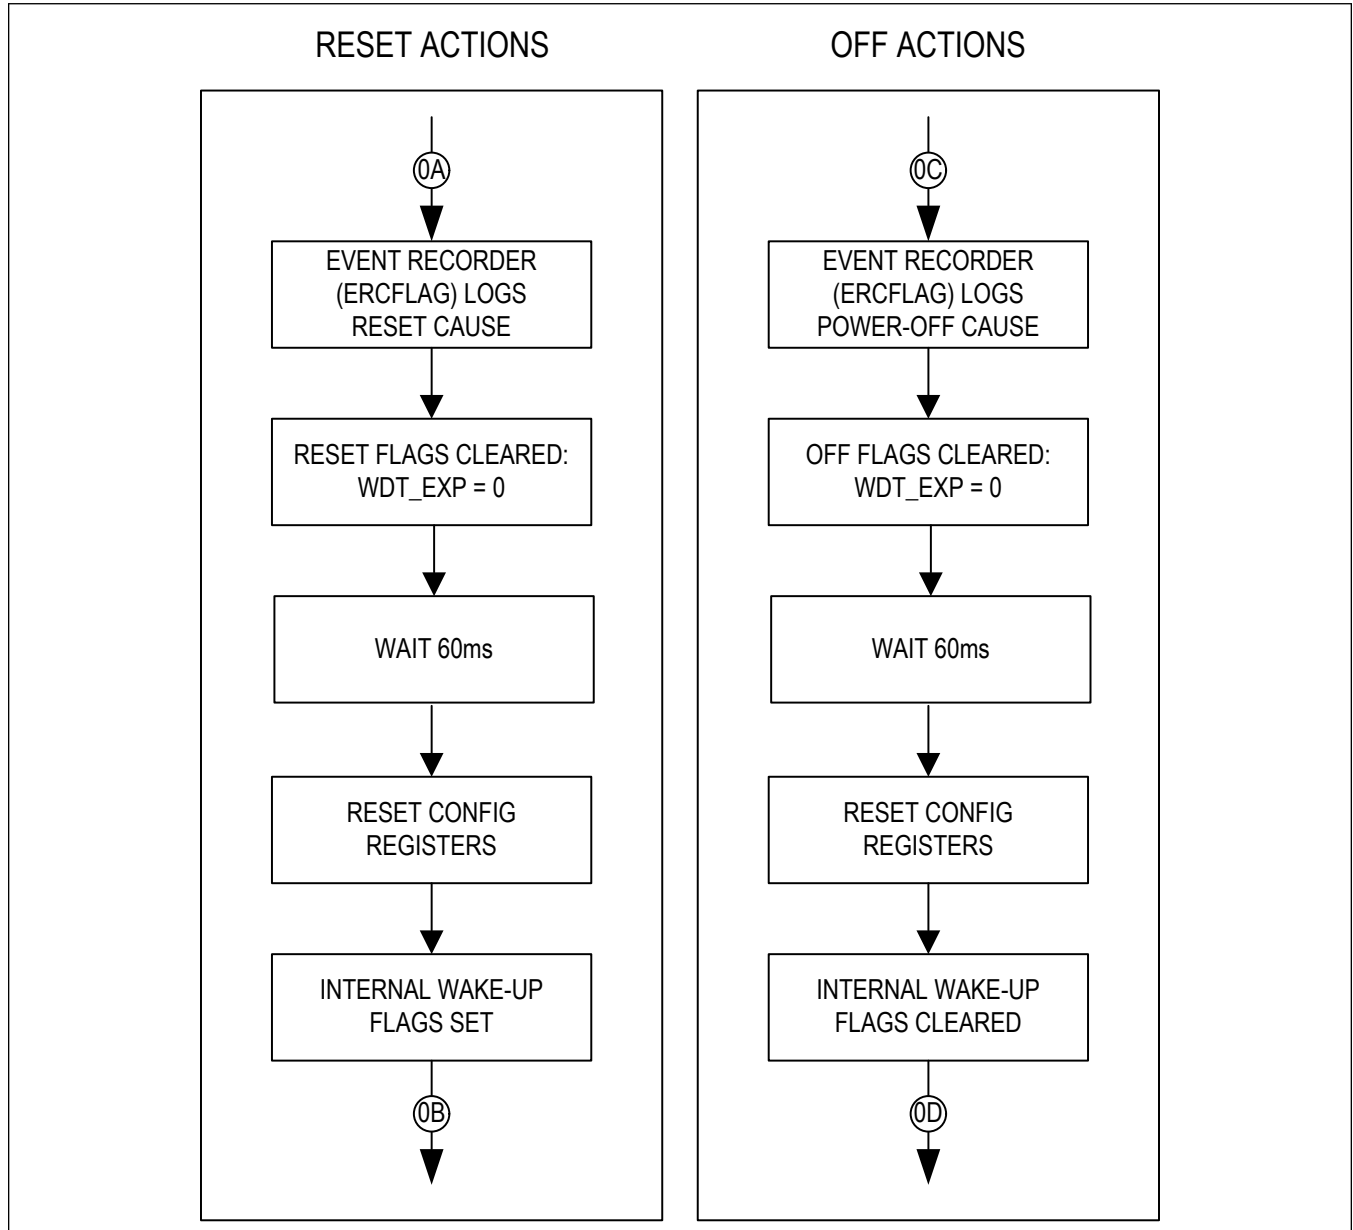 RESET ACTIONS
0A
EVENT RECORDER
(ERCFLAG) LOGS
RESET CAUSE
RESET FLAGS CLEARED:
WDT_EXP = 0
WAIT 60ms
RESET CONFIG
REGISTERS
INTERNAL WAKE-UP
FLAGS SET
0B
OFF ACTIONS
0C
EVENT RECORDER
(ERCFLAG) LOGS
POWER-OFF CAUSE
OFF FLAGS CLEARED:
WDT_EXP = 0
WAIT 60ms
RESET CONFIG
REGISTERS
INTERNAL WAKE-UP
FLAGS CLEARED
0D